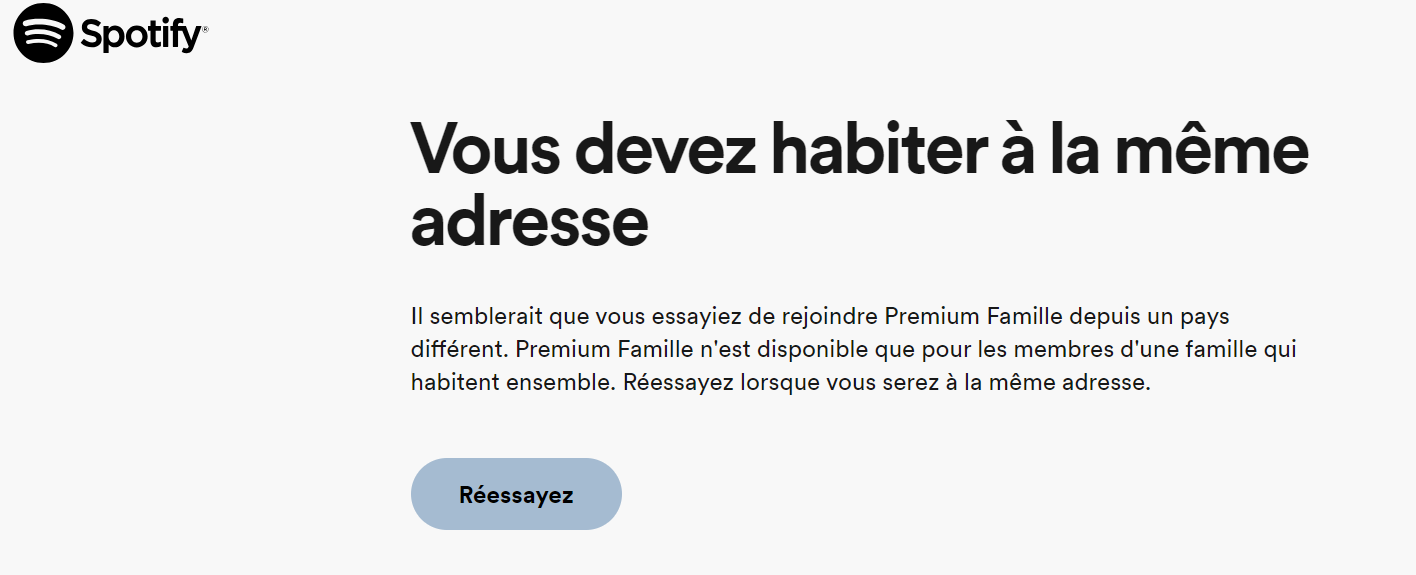 Spotify®
Vous devez habiter à la même
adresse
Il semblerait que vous essayiez de rejoindre Premium Famille depuis un pays
différent. Premium Famille n'est disponible que pour les membres d'une famille qui
habitent ensemble. Réessayez lorsque vous serez à la même adresse.
Réessayez